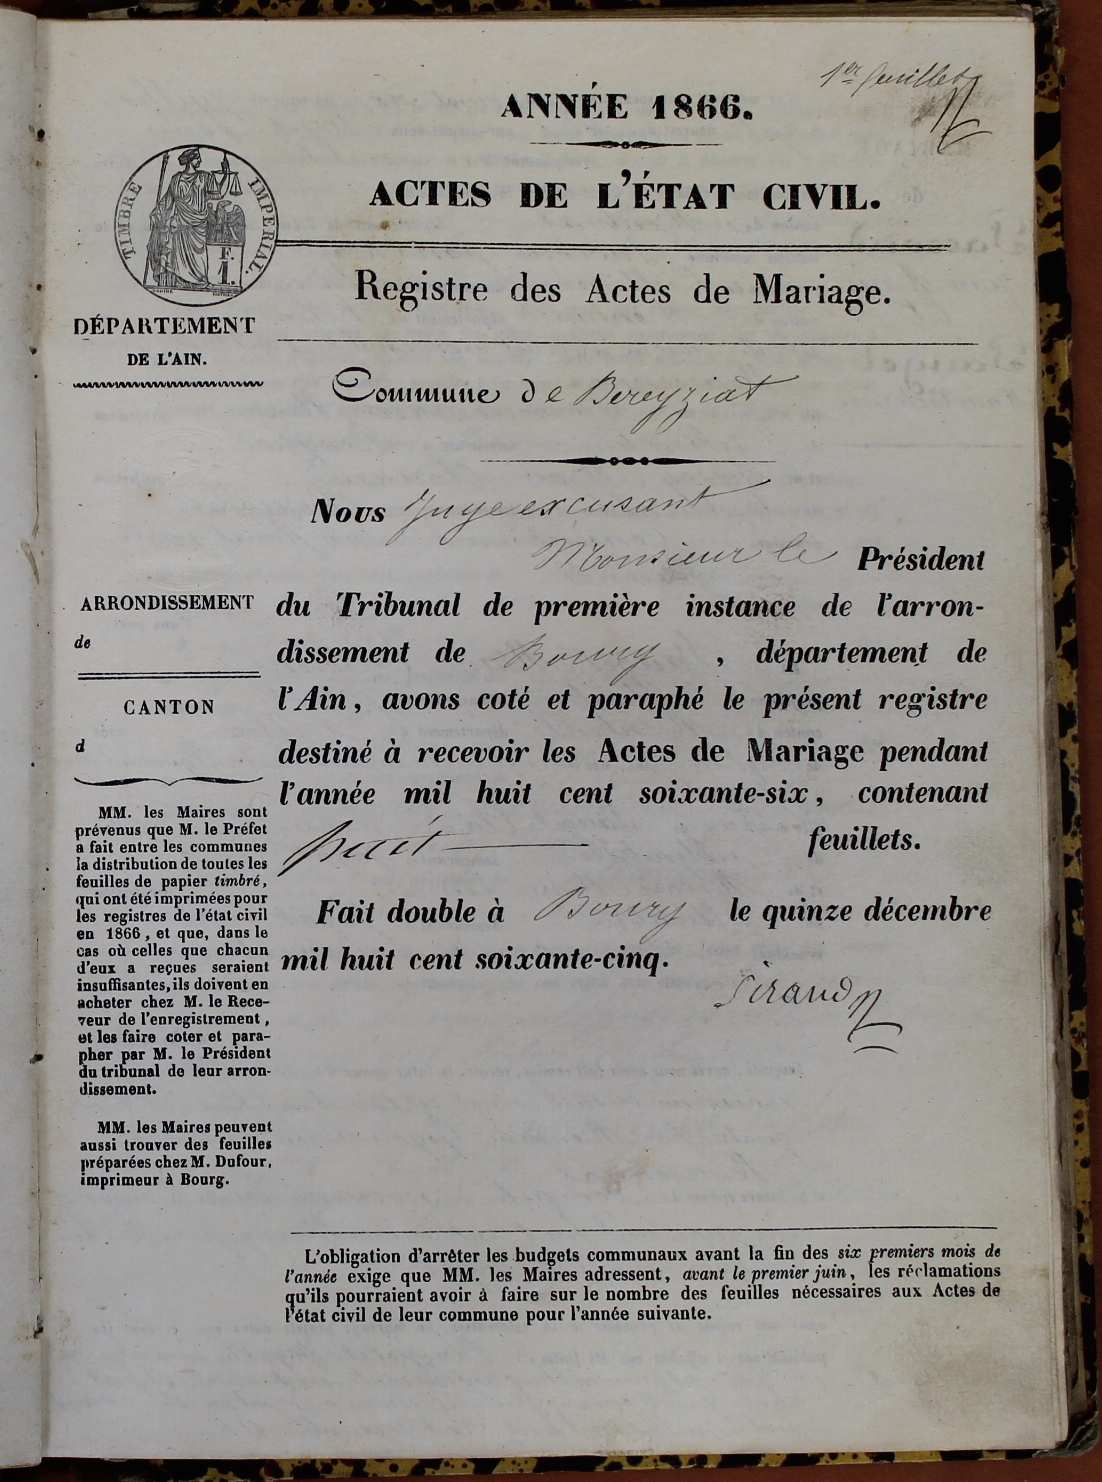 1er feuillet
ANNÉE 1866.
ACTES DE L'ÉTAT CIVIL.
TIMBRE IMPERIAL.
F.
1.
Registre des Actes de Mariage.
DÉPARTEMENT
DE L'AIN.
Commune de Bereyziat
Nous Juge excusant
Monsieur le Président
ARRONDISSEMENT
de
CANTON
d
du Tribunal de première instance de l'arron-
dissement de Bourg, département de
l'Ain, avons coté et paraphé le présent registre
destiné à recevoir les Actes de Mariage pendant
l'année mil huit cent soixante-six, contenant
huit feuillets.
Fait double à Bourg le quinze décembre
mil huit cent soixante-cinq.
MM. les Maires sont
prévenus que M. le Préfet
a fait entre les communes
la distribution de toutes les
feuilles de papier timbré,
qui ont été imprimées pour
les registres de l'état civil
en 1866, et que, dans le
cas où celles que chacun
d'eux a reçues seraient
insuffisantes, ils doivent en
acheter chez M. le Rece-
veur de l'enregistrement,
et les faire coter et para-
pher par M. le Président
du tribunal de leur arron-
dissement.
MM. les Maires peuvent
aussi trouver des feuilles
préparées chez M. Dufour,
imprimeur à Bourg.
L'obligation d'arrêter les budgets communaux avant la fin des six premiers mois de
l'année exige que MM. les Maires adressent, avant le premier juin, les réclamations
qu'ils pourraient avoir à faire sur le nombre des feuilles nécessaires aux Actes de
l'état civil de leur commune pour l'année suivante.